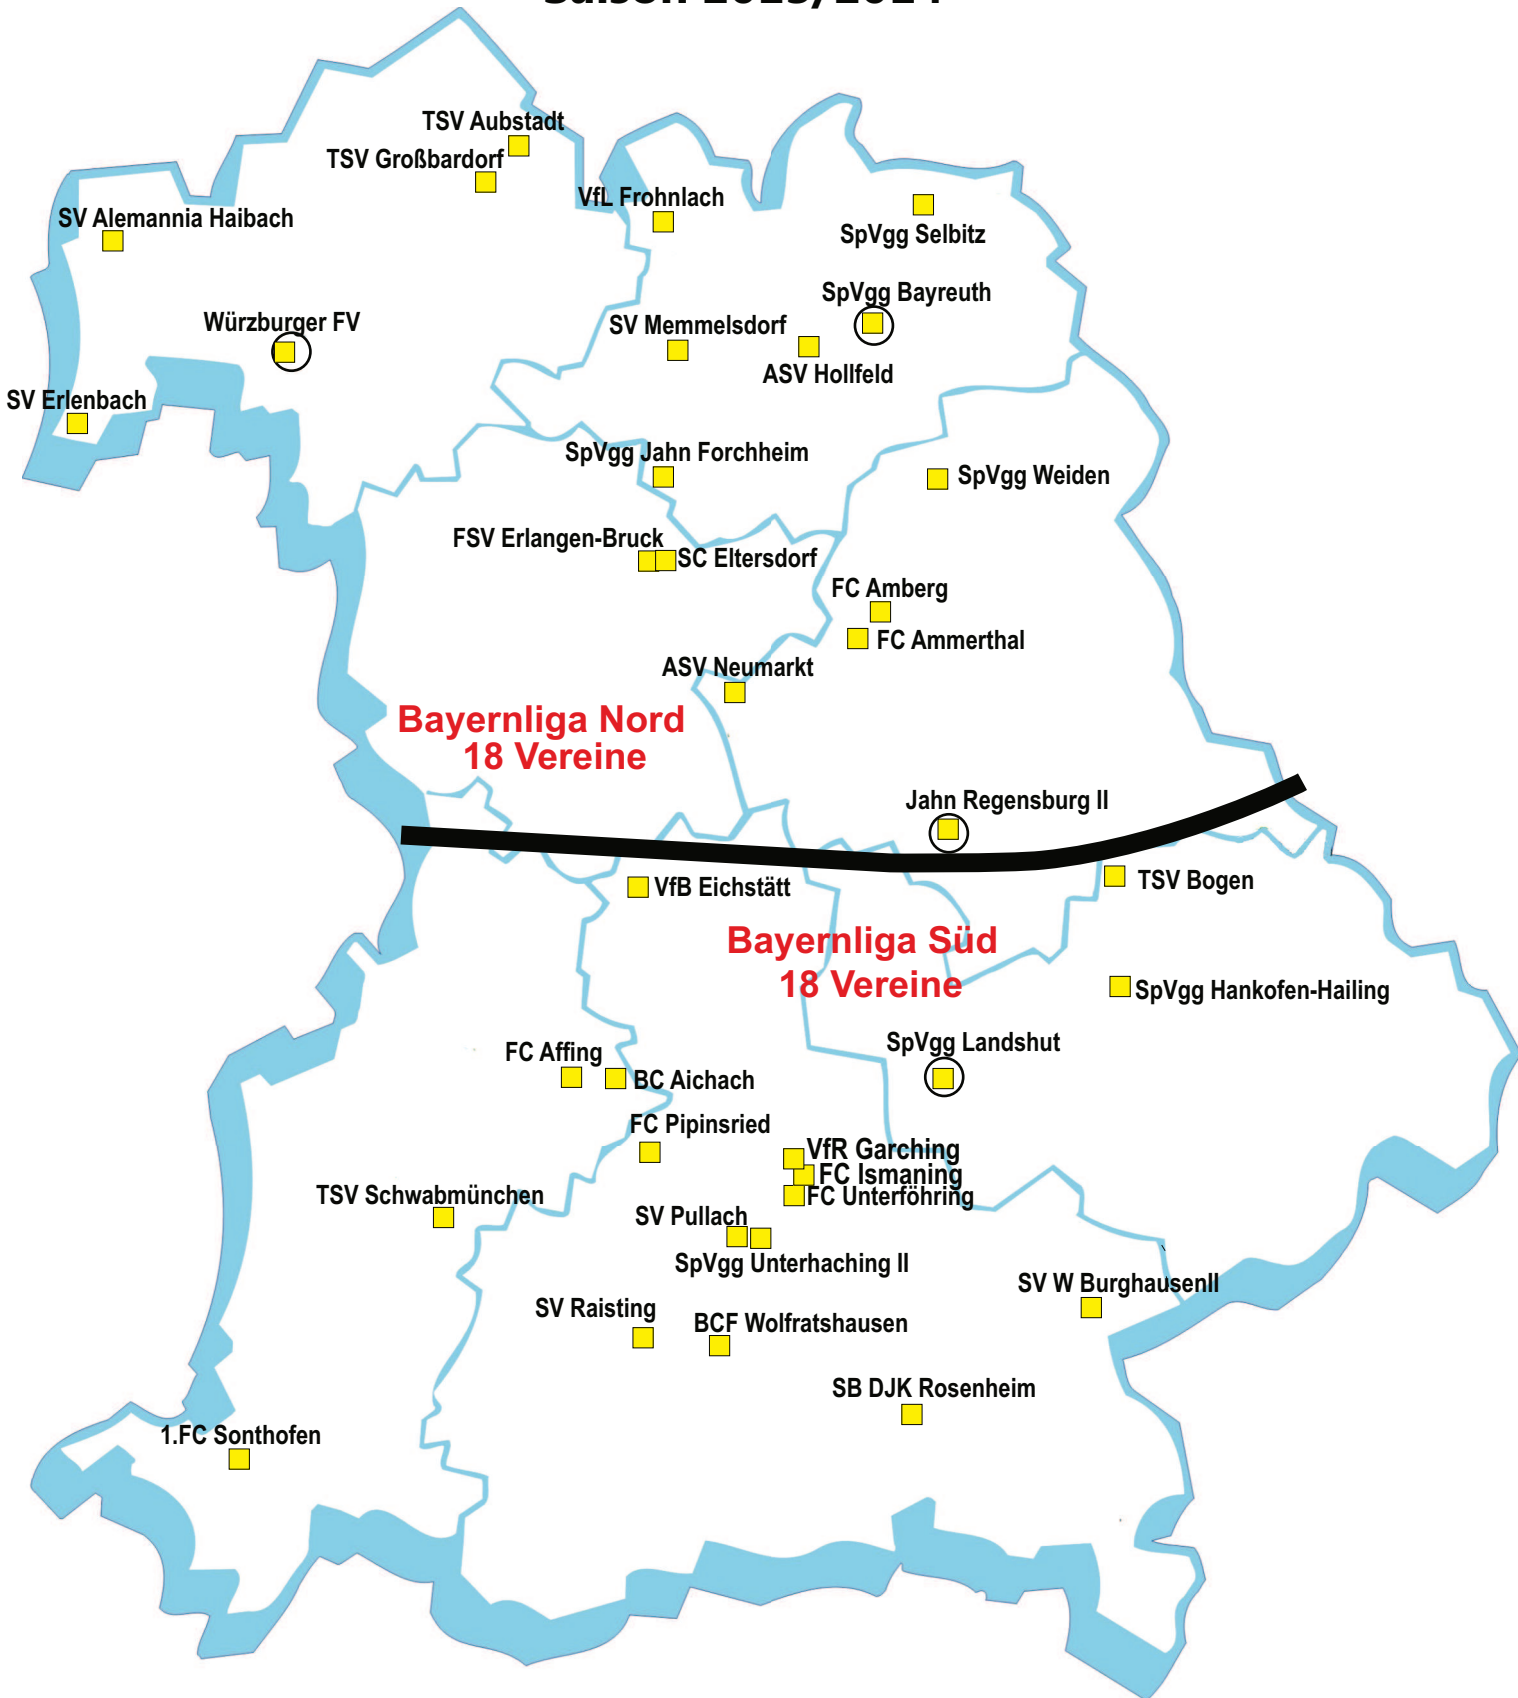 Saison 2013/2014
TSV Aubstadt
TSV Großbardorf
VfL Frohnlach
SV Alemannia Haibach
SpVgg Selbitz
SpVgg Bayreuth
Würzburger FV
SV Memmelsdorf
ASV Hollfeld
SV Erlenbach
SpVgg Jahn Forchheim
SpVgg Weiden
FSV Erlangen-Bruck
SC Eltersdorf
FC Amberg
FC Ammerthal
ASV Neumarkt
Bayernliga Nord
18 Vereine
Jahn Regensburg II
VfB Eichstätt
TSV Bogen
Bayernliga Süd
18 Vereine
SpVgg Hankofen-Hailing
SpVgg Landshut
FC Affing
BC Aichach
FC Pipinsried
VfR Garching
FC Ismaning
FC Unterföhring
TSV Schwabmünchen
SV Pullach
SpVgg Unterhaching II
SV W BurghausenII
SV Raisting
BCF Wolfratshausen
SB DJK Rosenheim
1.FC Sonthofen